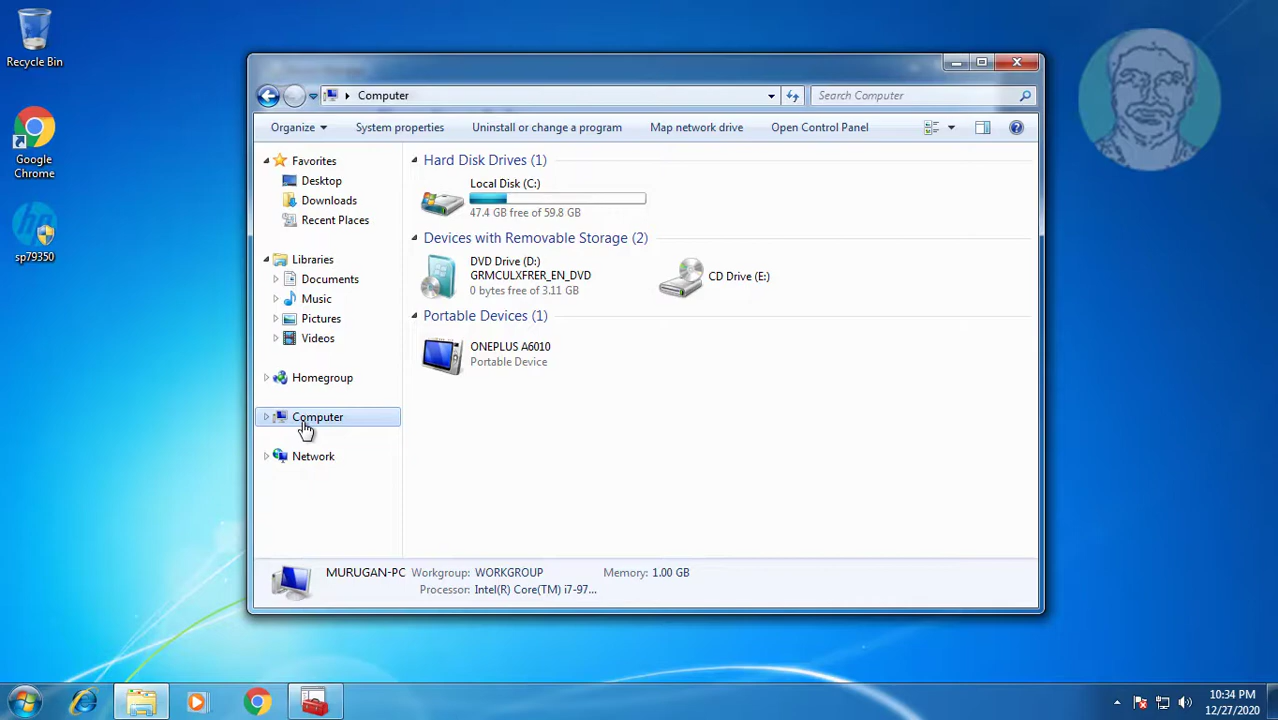 Recycle Bin
Google
Chrome
hp
sp79350
Computer
Search Computer
Organize
System properties
Uninstall or change a program
Map network drive
Open Control Panel
Favorites
Desktop
Downloads
Recent Places
Libraries
Documents
Music
Pictures
Videos
Homegroup
Computer
Network
Hard Disk Drives (1)
Local Disk (C:)
47.4 GB free of 59.8 GB
Devices with Removable Storage (2)
DVD Drive (D:)
GRMCULXFRER_EN_DVD
0 bytes free of 3.11 GB
CD Drive (E:)
Portable Devices (1)
ONEPLUS A6010
Portable Device
MURUGAN-PC Workgroup: WORKGROUP Memory: 1.00 GB
Processor: Intel(R) Core(TM) i7-97...
10:34 PM
12/27/2020